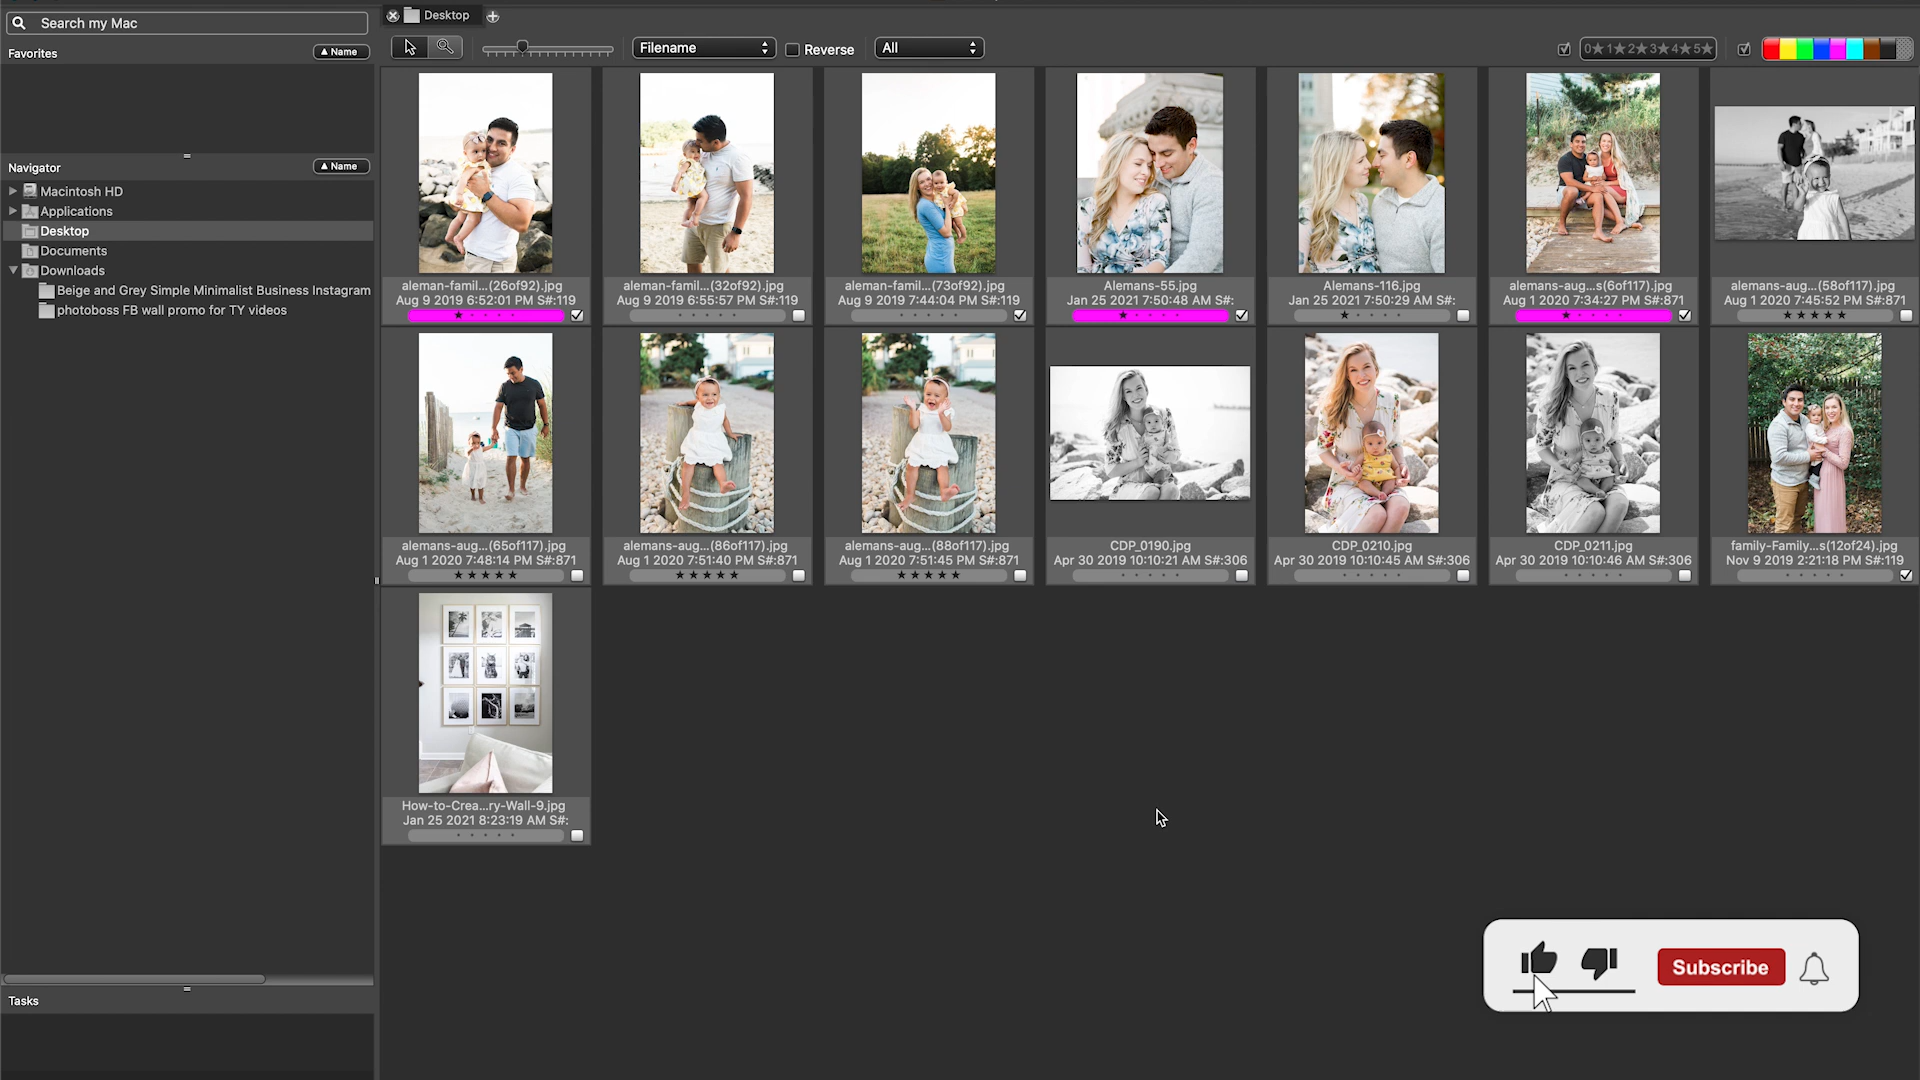 Search my Mac
Desktop
Favorites
Name
Filename
Reverse
All
0★1★2★3★4★5★
Navigator
Name
Macintosh HD
Applications
Desktop
Documents
Downloads
Beige and Grey Simple Minimalist Business Instagram
photoboss FB wall promo for TY videos
aleman-famil...(26of92).jpg
Aug 9 2019 6:52:01 PM S#:119
aleman-famil...(32of92).jpg
Aug 9 2019 6:55:57 PM S#:119
aleman-famil...(73of92).jpg
Aug 9 2019 7:44:04 PM S#:119
Alemans-55.jpg
Jan 25 2021 7:50:48 AM S#:
Alemans-116.jpg
Jan 25 2021 7:50:29 AM S#:
alemans-aug...s(6of117).jpg
Aug 1 2020 7:34:27 PM S#:871
alemans-aug...(58of117).jpg
Aug 1 2020 7:45:52 PM S#:871
alemans-aug...(65of117).jpg
Aug 1 2020 7:48:14 PM S#:871
alemans-aug...(86of117).jpg
Aug 1 2020 7:51:40 PM S#:871
alemans-aug...(88of117).jpg
Aug 1 2020 7:51:45 PM S#:871
CDP_0190.jpg
Apr 30 2019 10:10:21 AM S#:306
CDP_0210.jpg
Apr 30 2019 10:10:45 AM S#:306
CDP_0211.jpg
Apr 30 2019 10:10:46 AM S#:306
family-Family...s(12of24).jpg
Nov 9 2019 2:21:18 PM S#:119
How-to-Crea...ry-Wall-9.jpg
Jan 25 2021 8:23:19 AM S#:
Subscribe
Tasks